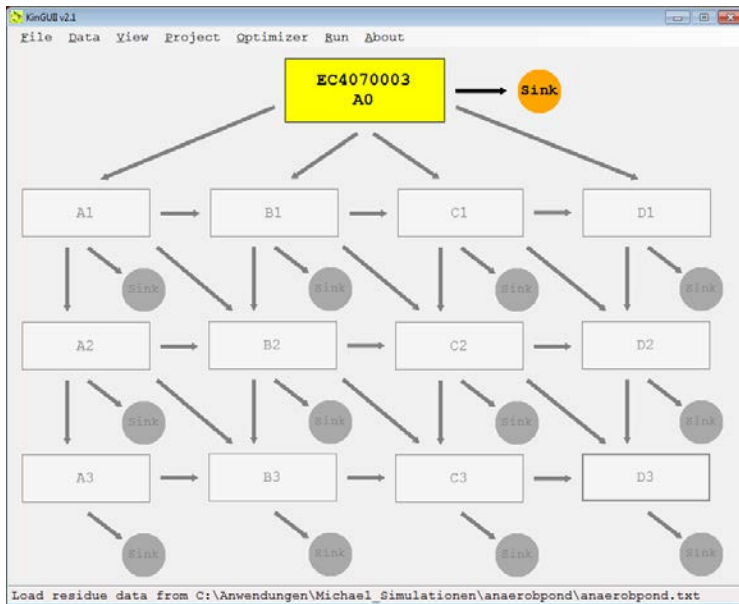 KinGUII v2.1
File Data View Project Optimizer Run About
EC4070003
A0
Sink
A1 B1 C1 D1
Sink Sink Sink Sink
A2 B2 C2 D2
Sink Sink Sink Sink
A3 B3 C3 D3
Sink Sink Sink Sink
Load residue data from C:\Anwendungen\Michael_Simulationen\anaerobpond\anaerobpond.txt